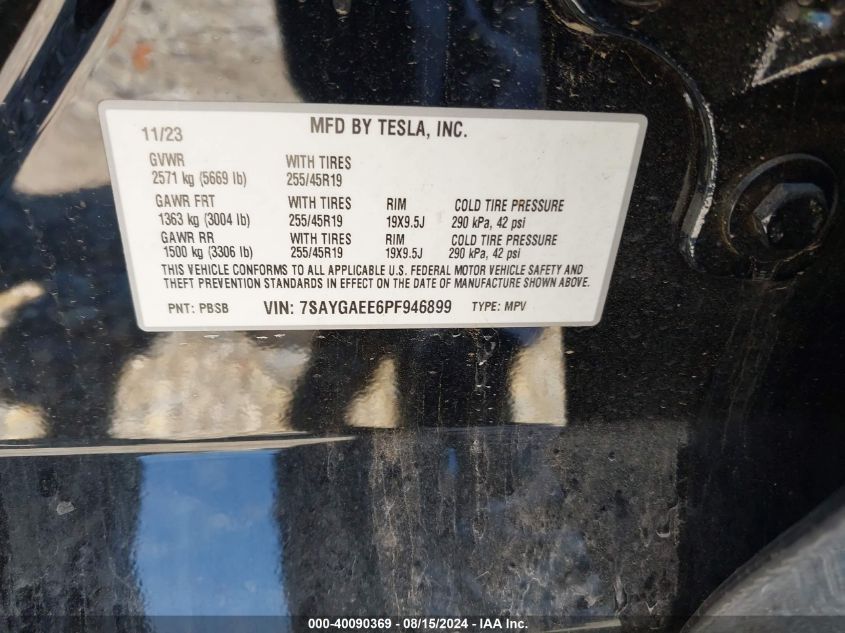 11/23 MFD BY TESLA, INC.
GVWR WITH TIRES
2571 kg (5669 lb) 255/45R19
GAWR FRT WITH TIRES RIM COLD TIRE PRESSURE
1363 kg (3004 lb) 255/45R19 19X9.5J 290 kPa, 42 psi
GAWR RR WITH TIRES RIM COLD TIRE PRESSURE
1500 kg (3306 lb) 255/45R19 19X9.5J 290 kPa, 42 psi
THIS VEHICLE CONFORMS TO ALL APPLICABLE U.S. FEDERAL MOTOR VEHICLE SAFETY AND
THEFT PREVENTION STANDARDS IN EFFECT ON THE DATE OF MANUFACTURE SHOWN ABOVE.
PNT: PBSB VIN: 7SAYGAEE6PF946899 TYPE: MPV
000-40090369 - 08/15/2024 - IAA Inc.